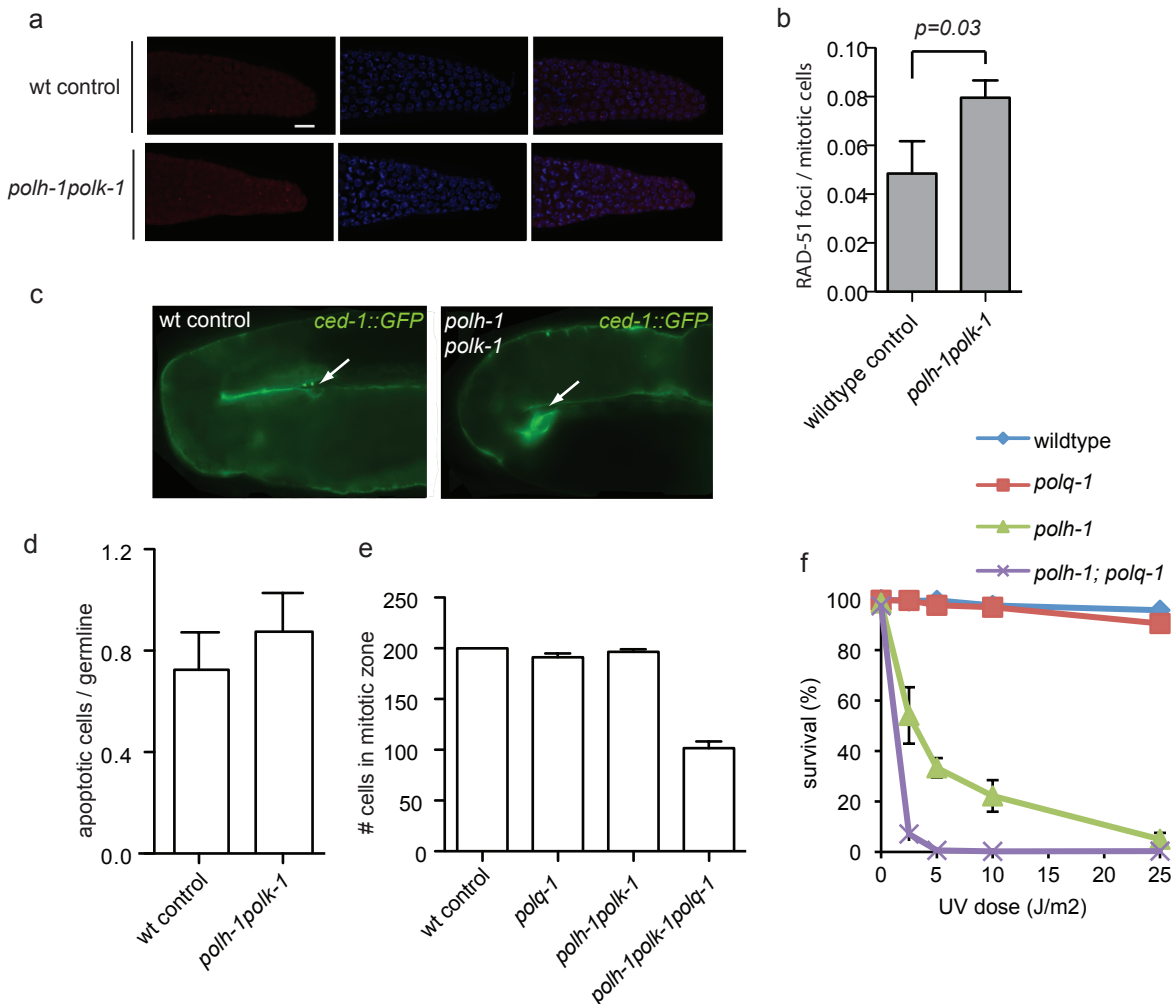 a
wt control
polh-1polk-1
b
p=0.03
RAD-51 foci / mitotic cells
0.10
0.08
0.06
0.04
0.02
0.00
wildtype control
polh-1polk-1
c
wt control
ced-1::GFP
polh-1
polk-1
ced-1::GFP
d
apoptotic cells / germline
1.2
0.8
0.4
0.0
wt control
polh-1polk-1
e
# cells in mitotic zone
250
200
150
100
50
0
wt control
polq-1
polh-1polk-1
polh-1polk-1polq-1
wildtype
polq-1
polh-1
polh-1; polq-1
f
survival (%)
100
80
60
40
20
0
0
5
10
15
20
25
UV dose (J/m2)